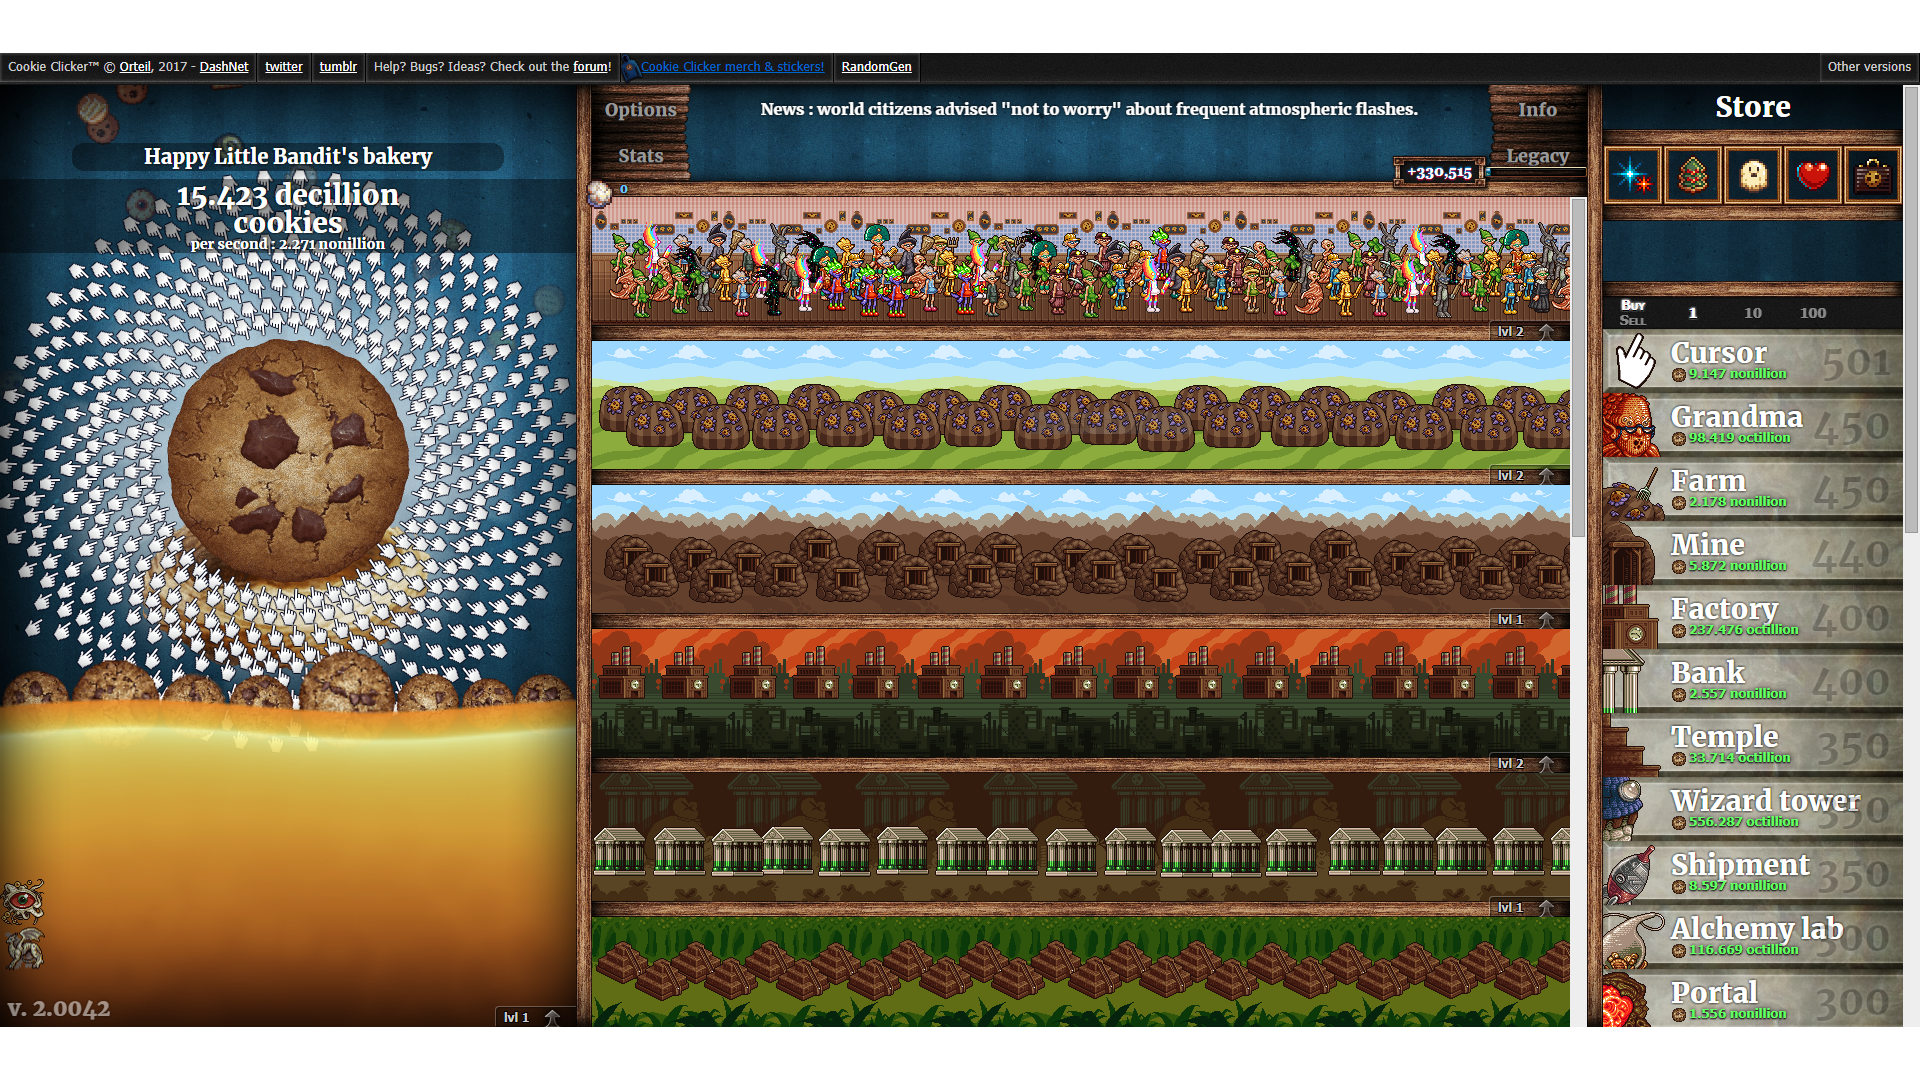 Cookie Clicker™ © Orteil, 2017 - DashNet
twitter
tumblr
Help? Bugs? Ideas? Check out the forum!
Cookie Clicker merch & stickers!
RandomGen
Other versions
Happy Little Bandit's bakery
15.423 decillion
cookies
per second : 2.271 nonillion
v. 2.0042
lvl 1
Options
Stats
News : world citizens advised "not to worry" about frequent atmospheric flashes.
Info
Legacy
+330,515
0
lvl 2
lvl 2
lvl 1
lvl 2
lvl 1
Store
Buy
Sell
1
10
100
Cursor
9.147 nonillion
501
Grandma
98.419 octillion
450
Farm
2.178 nonillion
450
Mine
5.872 nonillion
440
Factory
237.476 octillion
400
Bank
2.557 nonillion
400
Temple
33.714 octillion
350
Wizard tower
556.287 octillion
350
Shipment
8.597 nonillion
350
Alchemy lab
116.669 octillion
300
Portal
1.556 nonillion
300